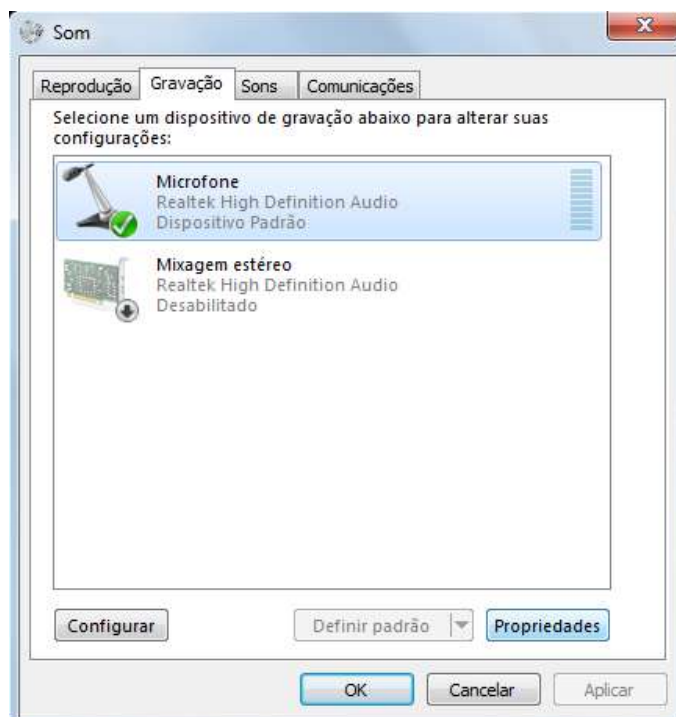 Som
Reprodução Gravação Sons Comunicações
Selecione um dispositivo de gravação abaixo para alterar suas
configurações:
Microfone
Realtek High Definition Audio
Dispositivo Padrão
Mixagem estéreo
Realtek High Definition Audio
Desabilitado
Configurar Definir padrão Propriedades
OK Cancelar Aplicar